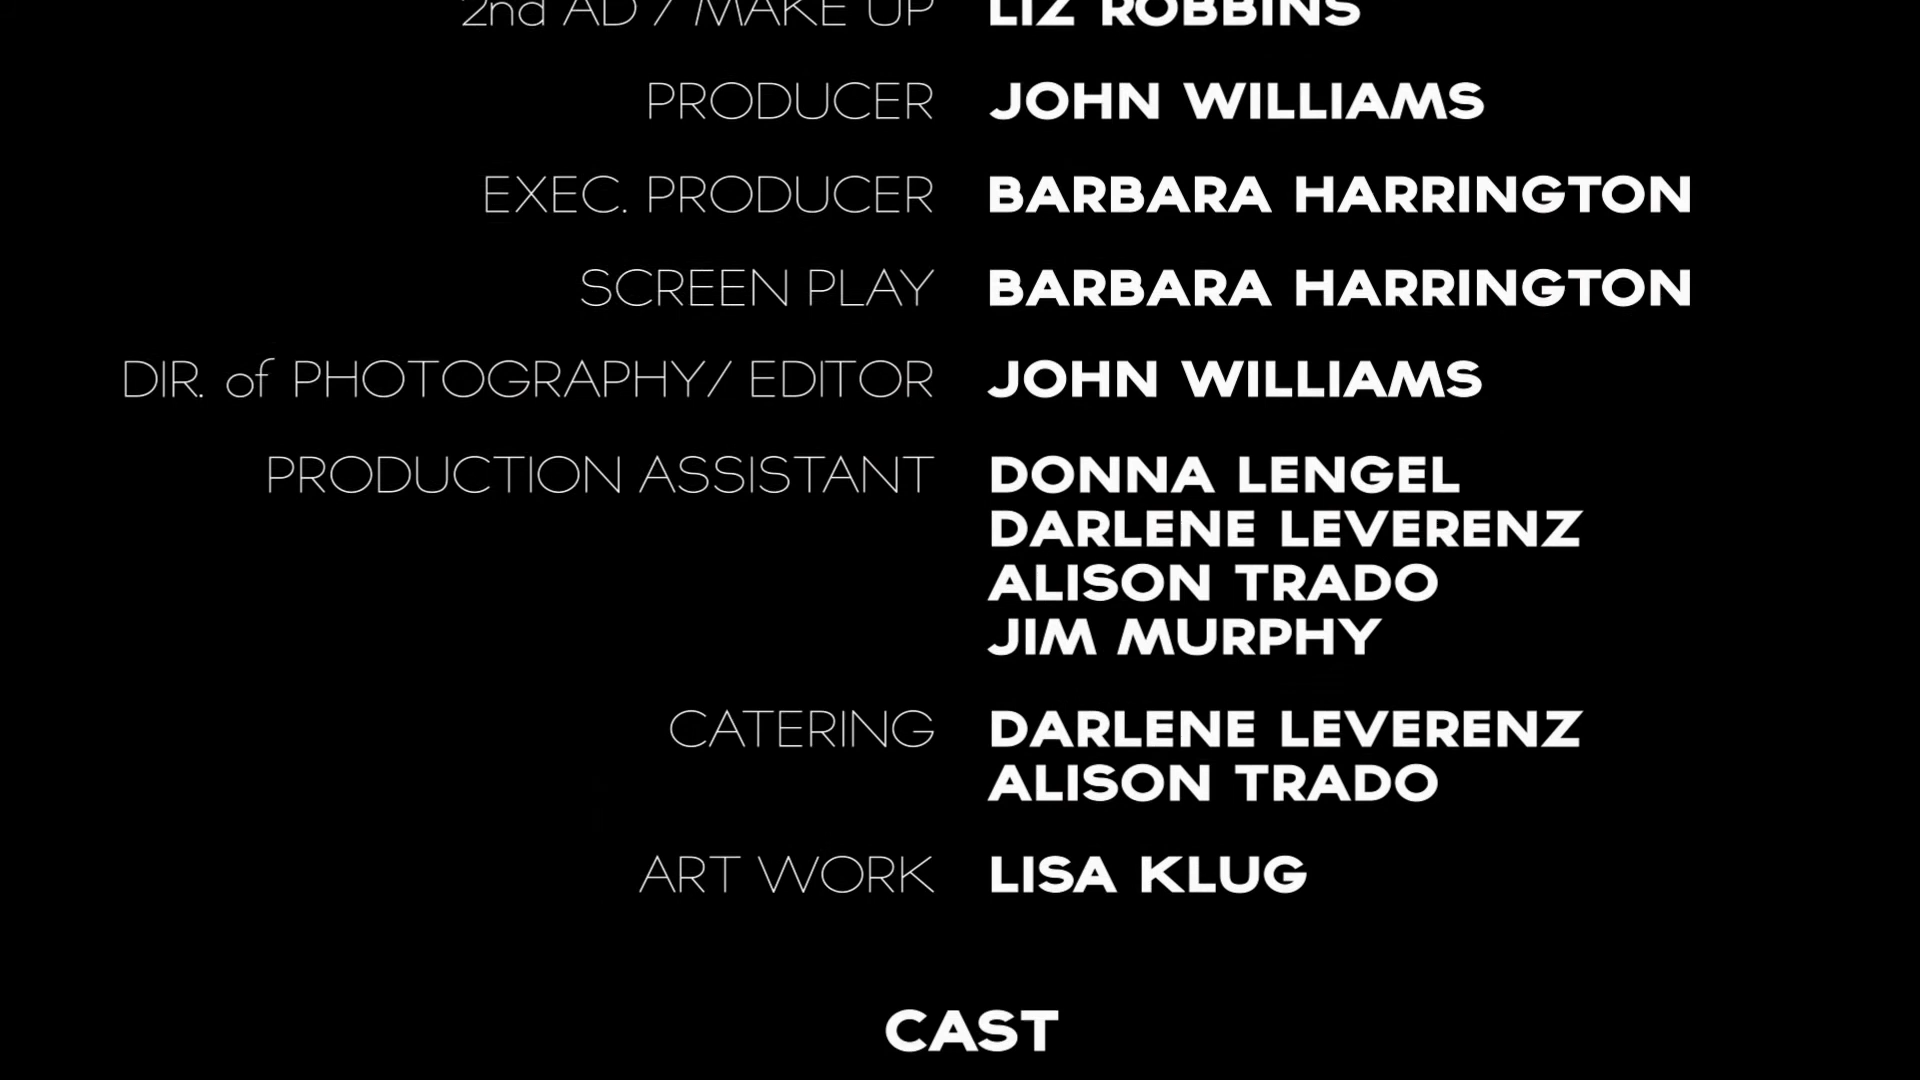 2nd AD / MAKE UP LIZ ROBBINS
PRODUCER JOHN WILLIAMS
EXEC. PRODUCER BARBARA HARRINGTON
SCREEN PLAY BARBARA HARRINGTON
DIR. of PHOTOGRAPHY/ EDITOR JOHN WILLIAMS
PRODUCTION ASSISTANT DONNA LENGEL
DARLENE LEVERENZ
ALISON TRADO
JIM MURPHY
CATERING DARLENE LEVERENZ
ALISON TRADO
ART WORK LISA KLUG
CAST